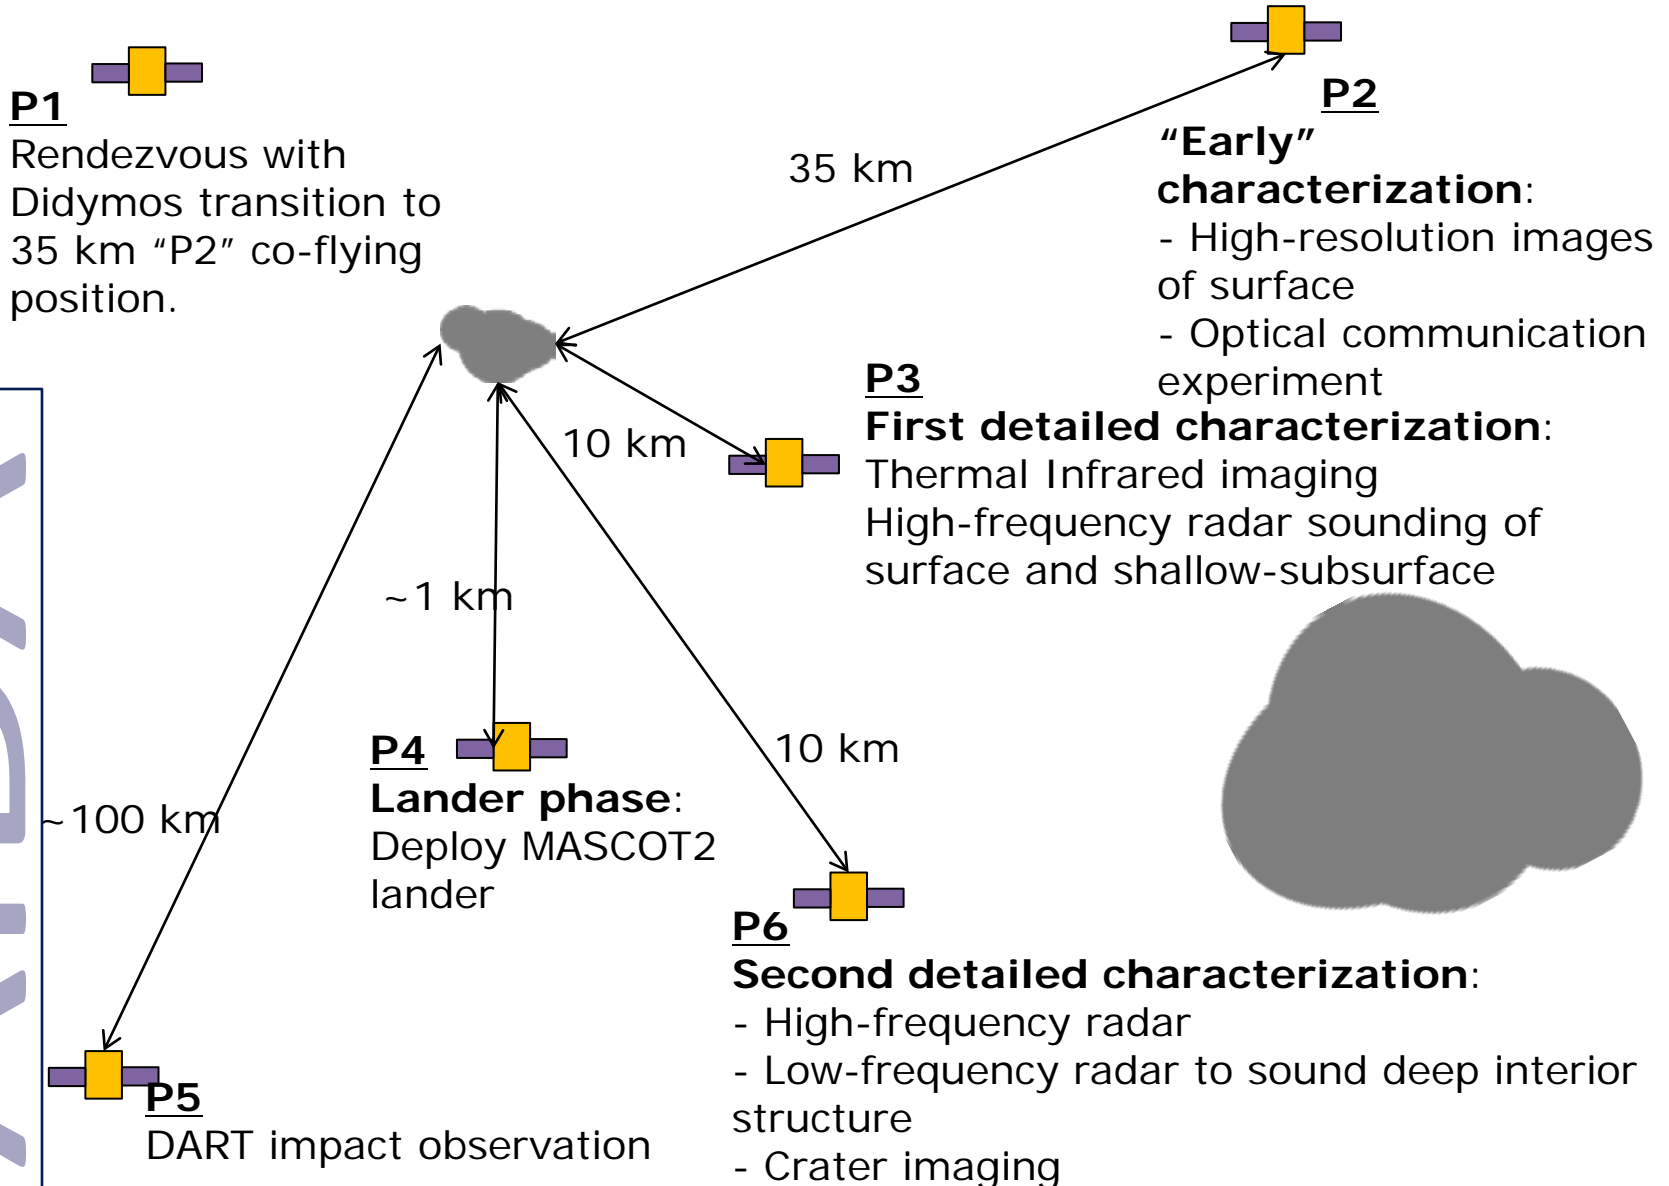 P1
Rendezvous with
Didymos transition to
35 km “P2” co-flying
position.
35 km
P2
“Early”
characterization:
- High-resolution images
of surface
- Optical communication
experiment
P3
First detailed characterization:
Thermal Infrared imaging
High-frequency radar sounding of
surface and shallow-subsurface
10 km
~1 km
P4
Lander phase:
Deploy MASCOT2
lander
10 km
~100 km
P6
Second detailed characterization:
- High-frequency radar
- Low-frequency radar to sound deep interior
structure
- Crater imaging
P5
DART impact observation